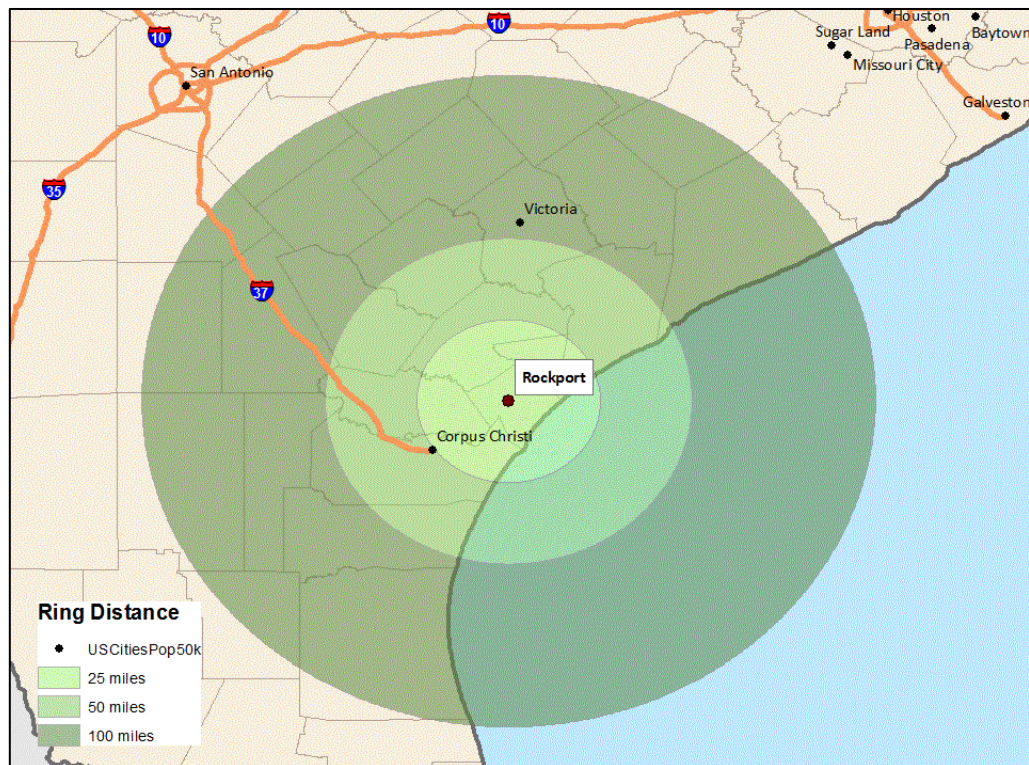 10
10
Houston
Sugar Land
Pasadena
Baytown
Missouri City
San Antonio
Galveston
35
Victoria
37
Rockport
Corpus Christi
Ring Distance
USCitiesPop50k
25 miles
50 miles
100 miles